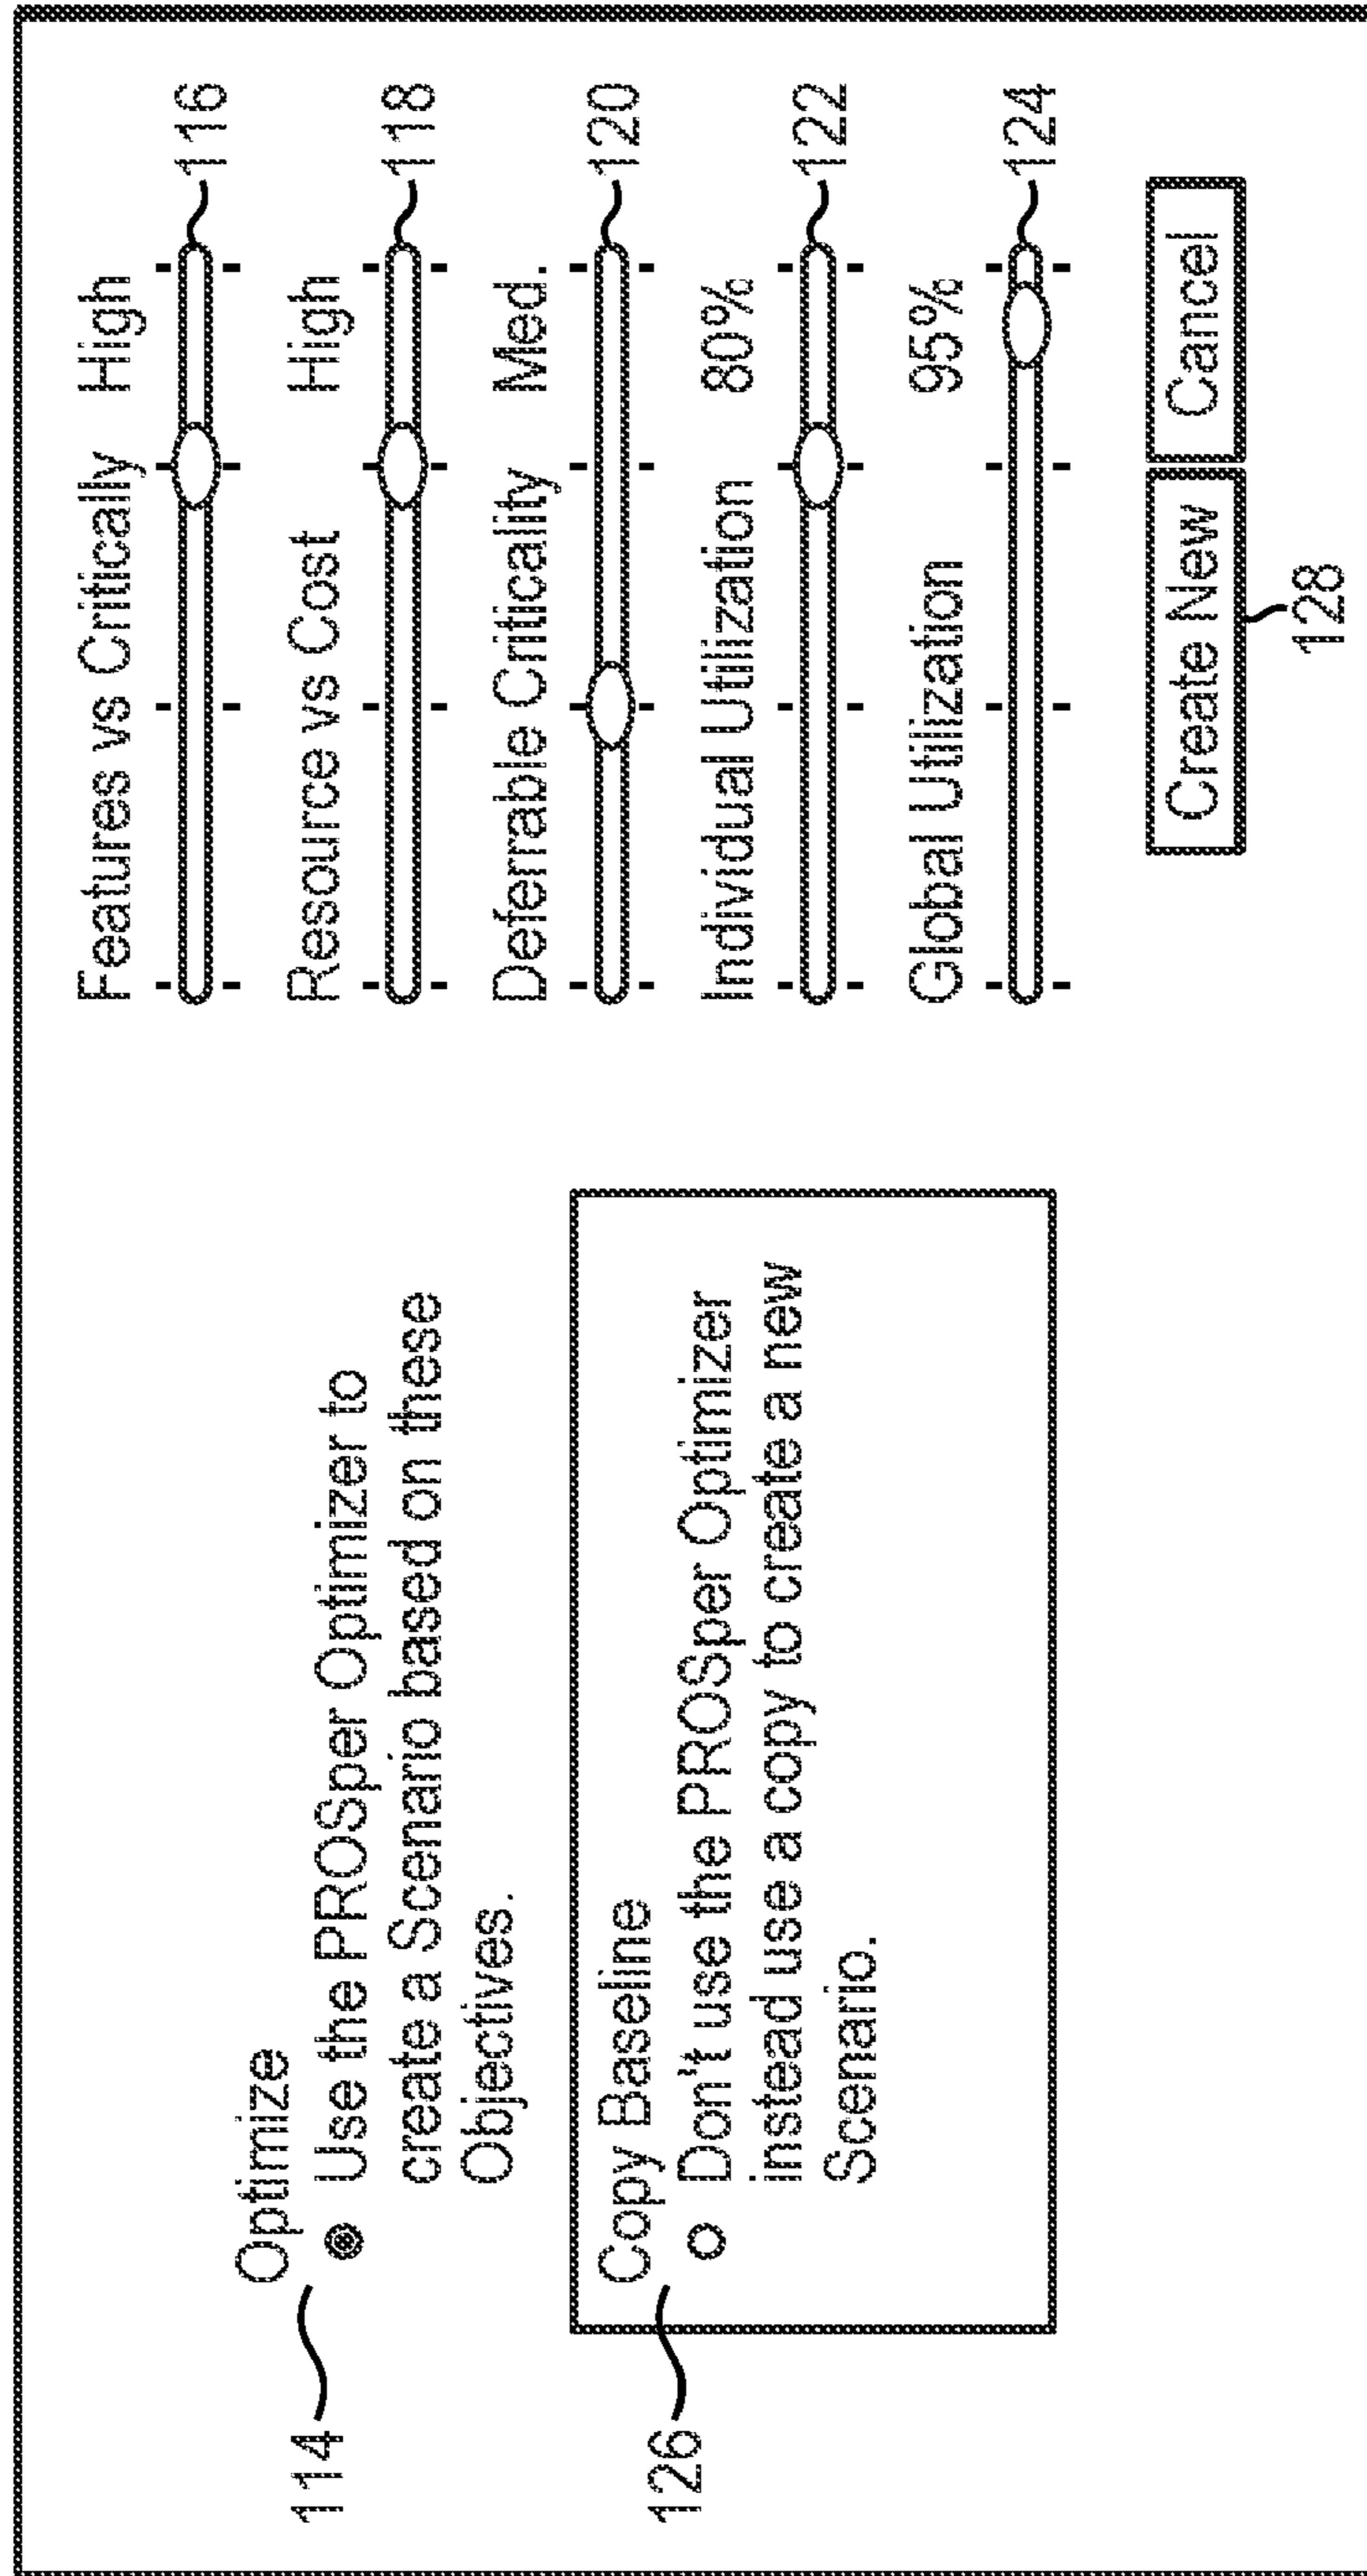 Optimize
114
Use the PROSper Optimizer to
create a Scenario based on these
Objectives.
Copy Baseline
126
Don't use the PROSper Optimizer
instead use a copy to create a new
Scenario.
Features vs Critically High
116
Resource vs Cost High
118
Deferrable Criticality Med.
120
Individual Utilization 80%
122
Global Utilization 95%
124
Create New Cancel
128